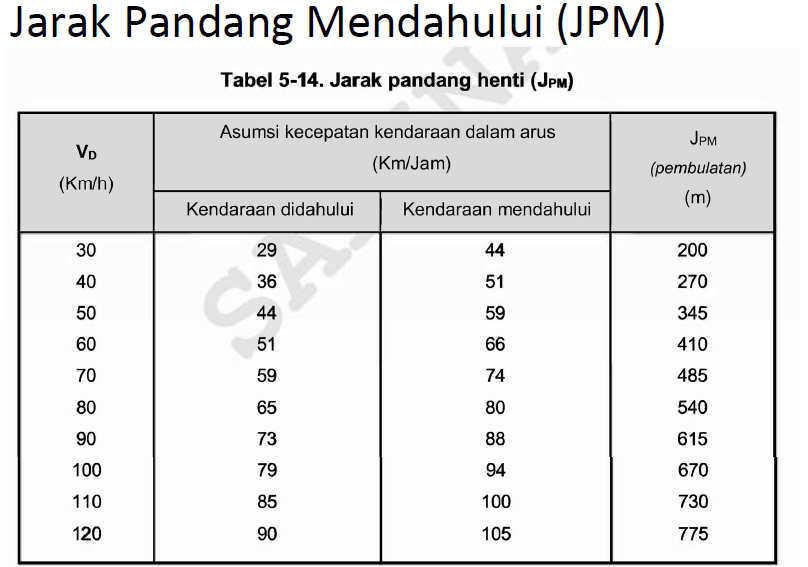 Jarak Pandang Mendahului (JPM)
Tabel 5-14. Jarak pandang henti (JPM)
VD (Km/h) Asumsi kecepatan kendaraan dalam arus (Km/Jam) JPM (pembulatan) (m)
Kendaraan didahului Kendaraan mendahului
30 29 44 200
40 36 51 270
50 44 59 345
60 51 66 410
70 59 74 485
80 65 80 540
90 73 88 615
100 79 94 670
110 85 100 730
120 90 105 775